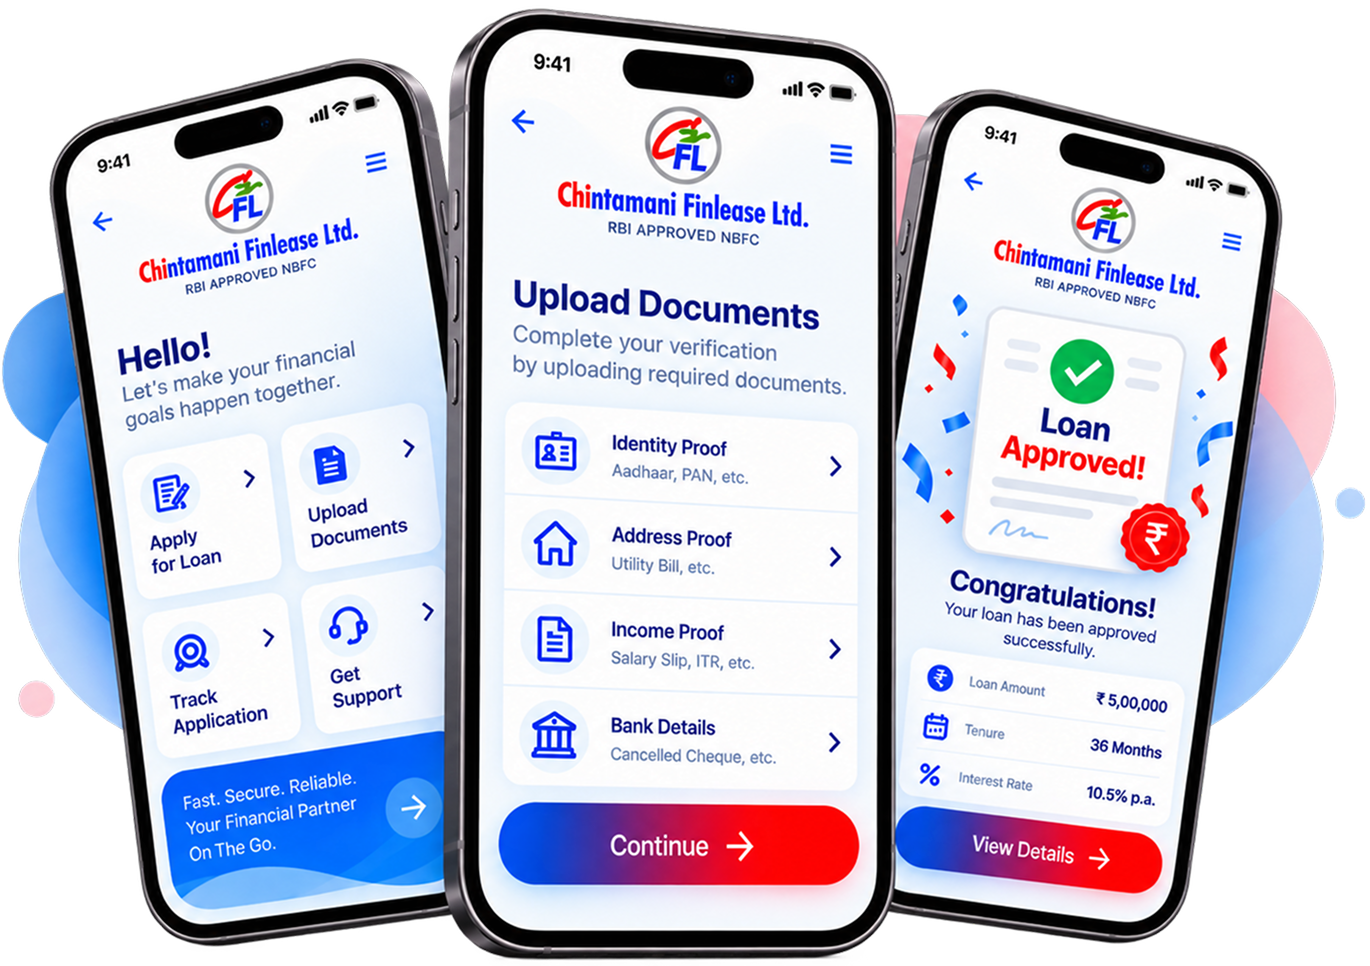 9:41
CFL
Chintamani Finlease Ltd.
RBI APPROVED NBFC
Hello!
Let's make your financial
goals happen together.
Apply
for Loan
Upload
Documents
Track
Application
Get
Support
Fast. Secure. Reliable.
Your Financial Partner
On The Go.
9:41
CFL
Chintamani Finlease Ltd.
RBI APPROVED NBFC
Upload Documents
Complete your verification
by uploading required documents.
Identity Proof
Aadhaar, PAN, etc.
Address Proof
Utility Bill, etc.
Income Proof
Salary Slip, ITR, etc.
Bank Details
Cancelled Cheque, etc.
Continue
9:41
CFL
Chintamani Finlease Ltd.
RBI APPROVED NBFC
Loan
Approved!
₹
Congratulations!
Your loan has been approved
successfully.
₹ Loan Amount ₹ 5,00,000
Tenure 36 Months
% Interest Rate 10.5% p.a.
View Details